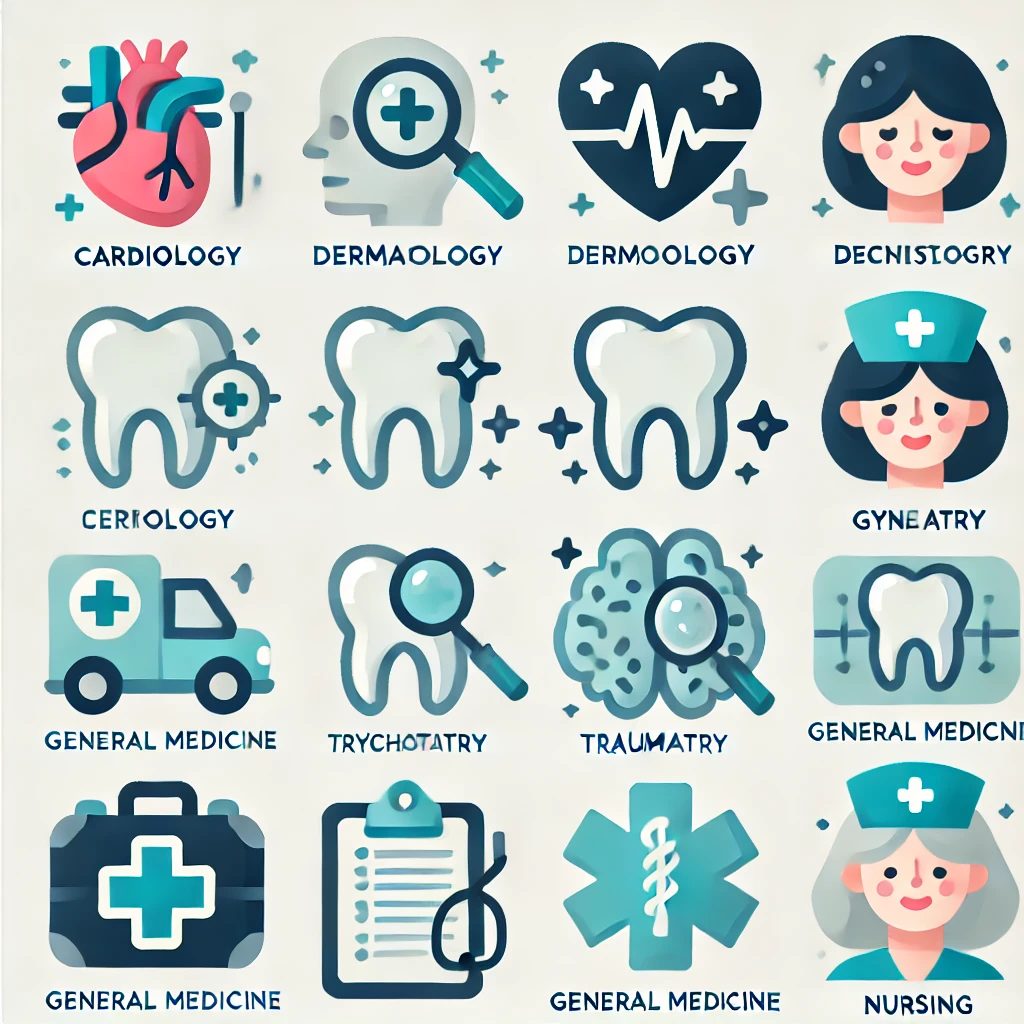 CARDIOLOGY
DERMAOLOGY
DERMOOLOGY
DECNISTOGRY
CERIOLOGY
GYNEATRY
GENERAL MEDICINE
TRYCHOTATRY
TRAUMATRY
GENERAL MEDICNI
GENERAL MEDICINE
GENERAL MEDICINE
NURSING